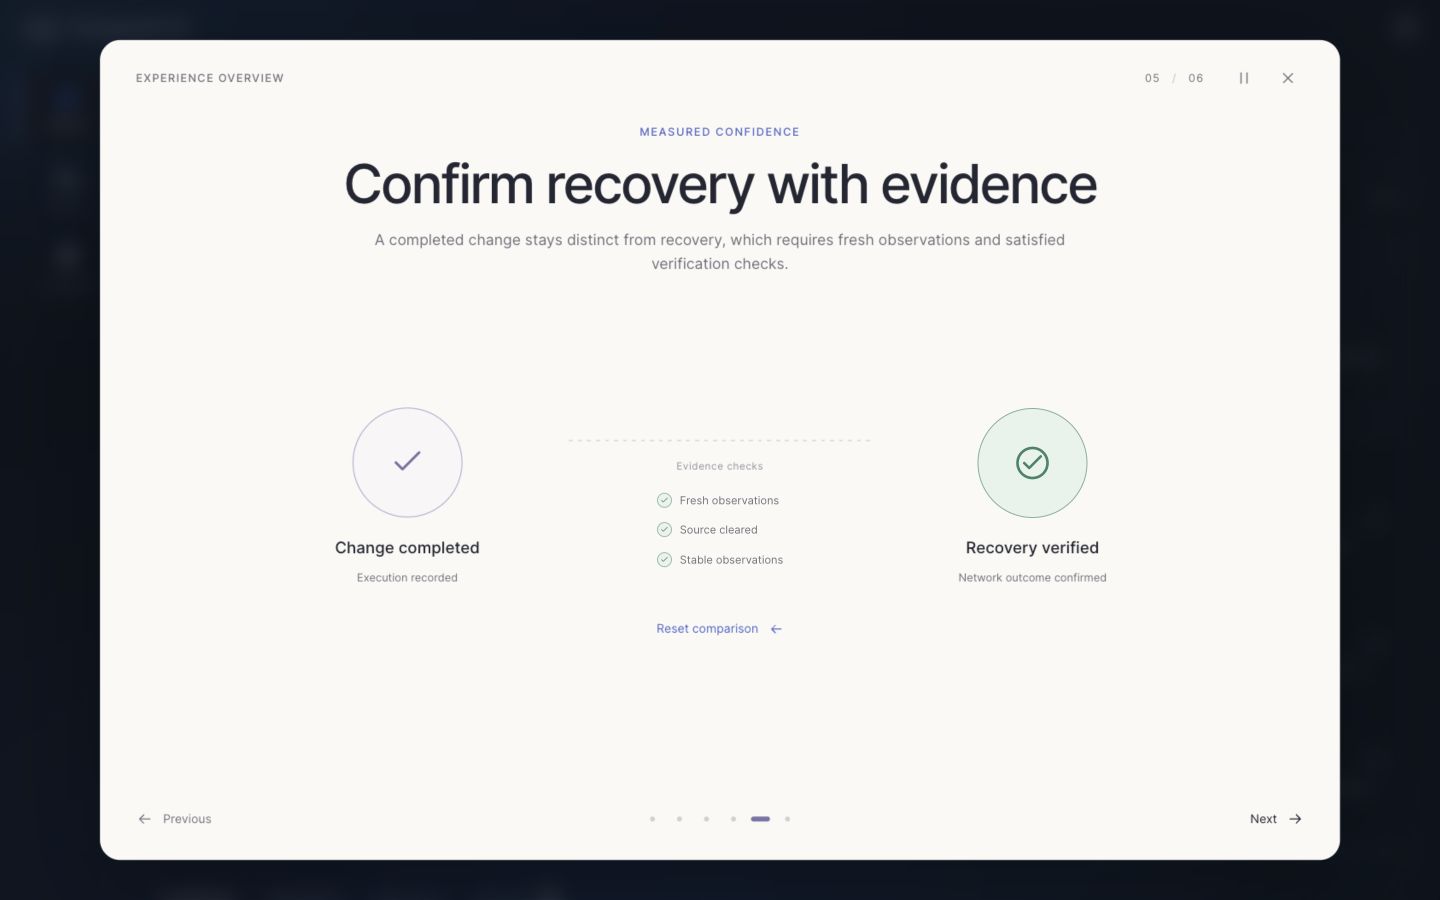 EXPERIENCE OVERVIEW
05 / 06
MEASURED CONFIDENCE
Confirm recovery with evidence
A completed change stays distinct from recovery, which requires fresh observations and satisfied
verification checks.
Evidence checks
Fresh observations
Source cleared
Stable observations
Change completed
Execution recorded
Recovery verified
Network outcome confirmed
Reset comparison
Previous
Next